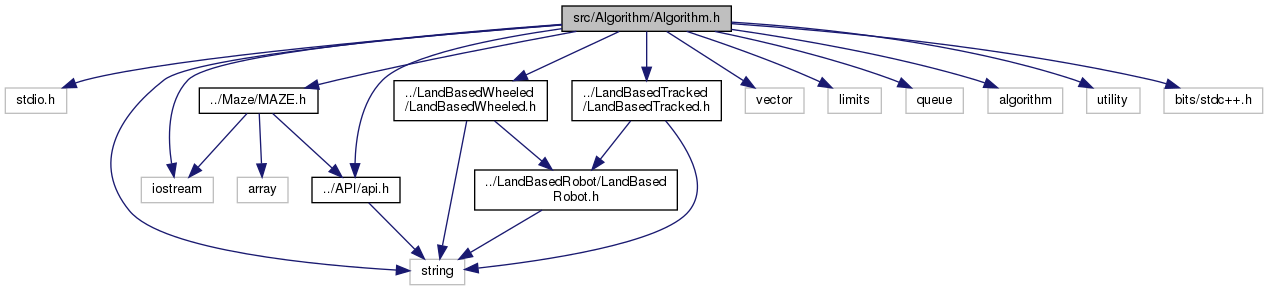 src/Algorithm/Algorithm.h
stdio.h
../Maze/MAZE.h
../LandBasedWheeled
/LandBasedWheeled.h
../LandBasedTracked
/LandBasedTracked.h
vector
limits
queue
algorithm
utility
bits/stdc++.h
iostream
array
../API/api.h
../LandBasedRobot/LandBased
Robot.h
string